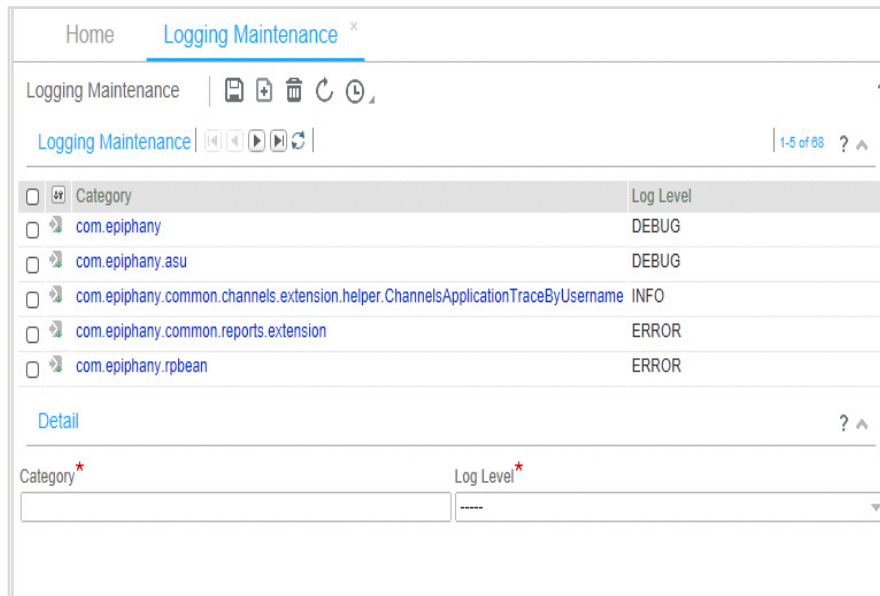 Home Logging Maintenance x
Logging Maintenance
Logging Maintenance 1-5 of 68 ?
Category Log Level
com.epiphany DEBUG
com.epiphany.asu DEBUG
com.epiphany.common.channels.extension.helper.ChannelsApplicationTraceByUsername INFO
com.epiphany.common.reports.extension ERROR
com.epiphany.rpbean ERROR
Detail ?
Category* Log Level*
-----